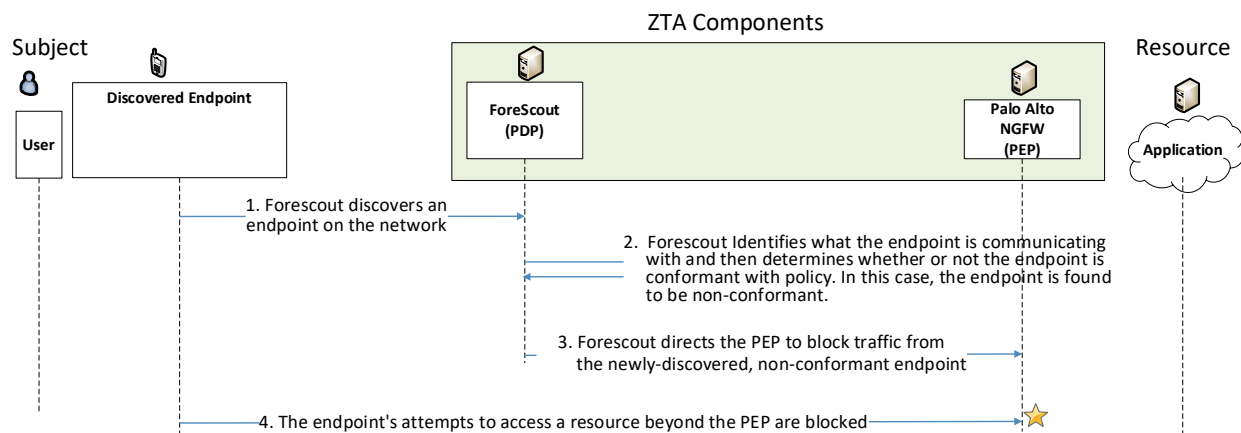 ZTA Components
Subject
Resource
Discovered Endpoint
ForeScout
(PDP)
Palo Alto
NGFW
(PEP)
User
Application
1. Forescout discovers an
endpoint on the network
2. Forescout Identifies what the endpoint is communicating
with and then determines whether or not the endpoint is
conformant with policy. In this case, the endpoint is found
to be non-conformant.
3. Forescout directs the PEP to block traffic from
the newly-discovered, non-conformant endpoint
4. The endpoint's attempts to access a resource beyond the PEP are blocked